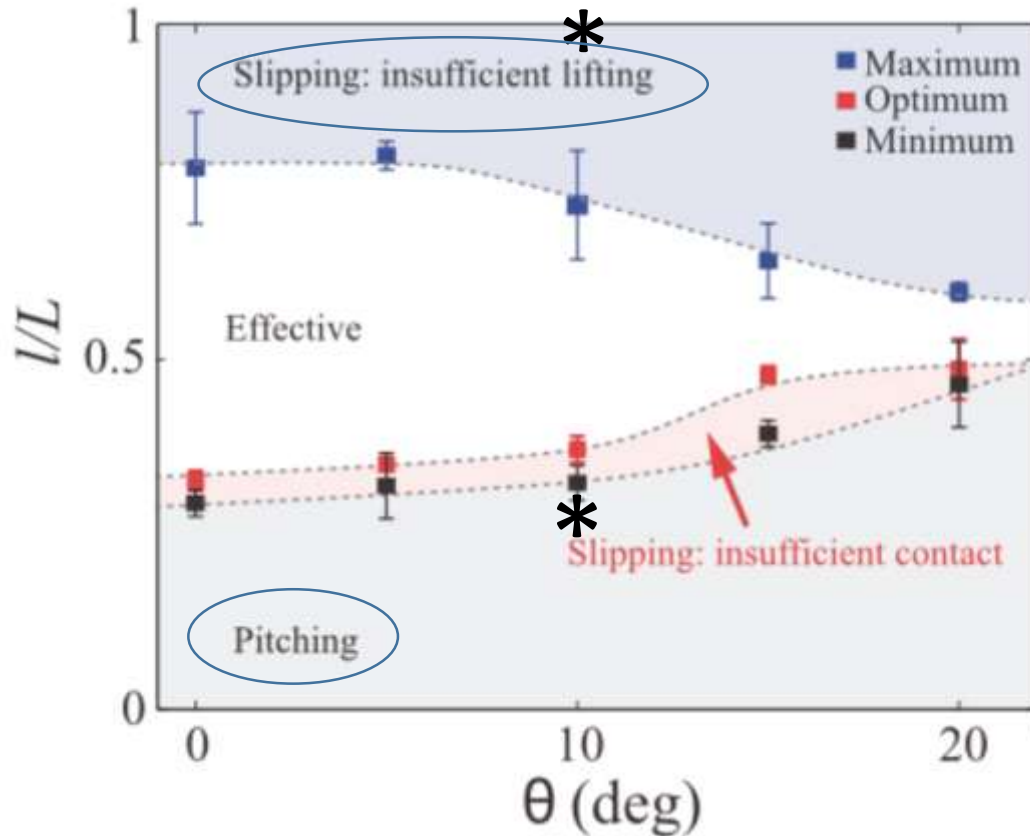 1
*
Slipping: insufficient lifting
Maximum
Optimum
Minimum
l/L
Effective
0.5
*
Slipping: insufficient contact
Pitching
0
0
10
20
θ (deg)